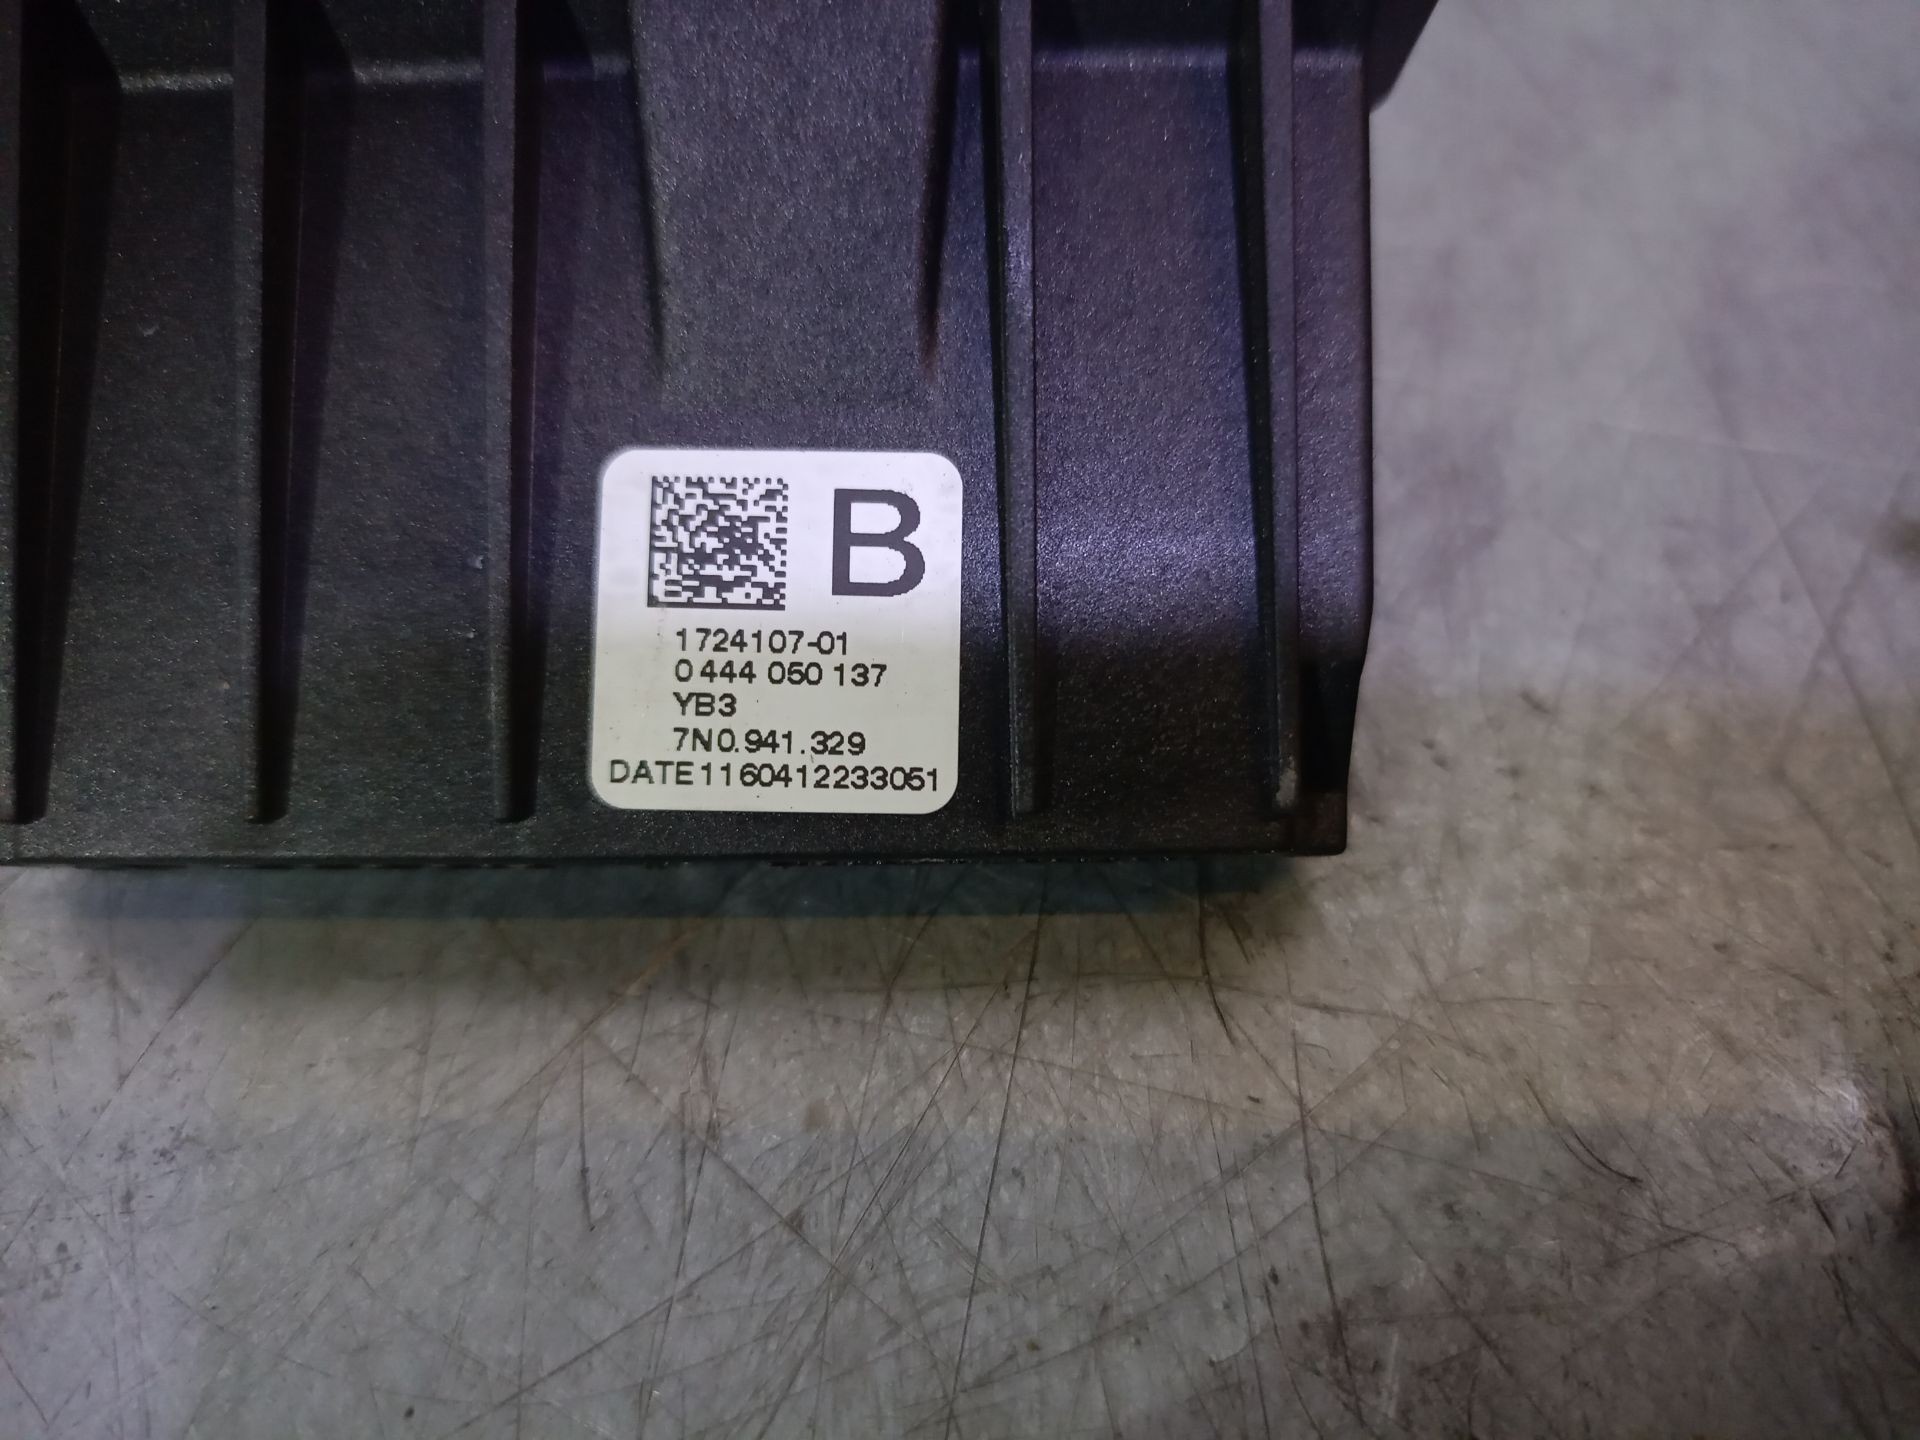 B
1724107-01
0 444 050 137
YB3
7N0.941.329
DATE1160412233051